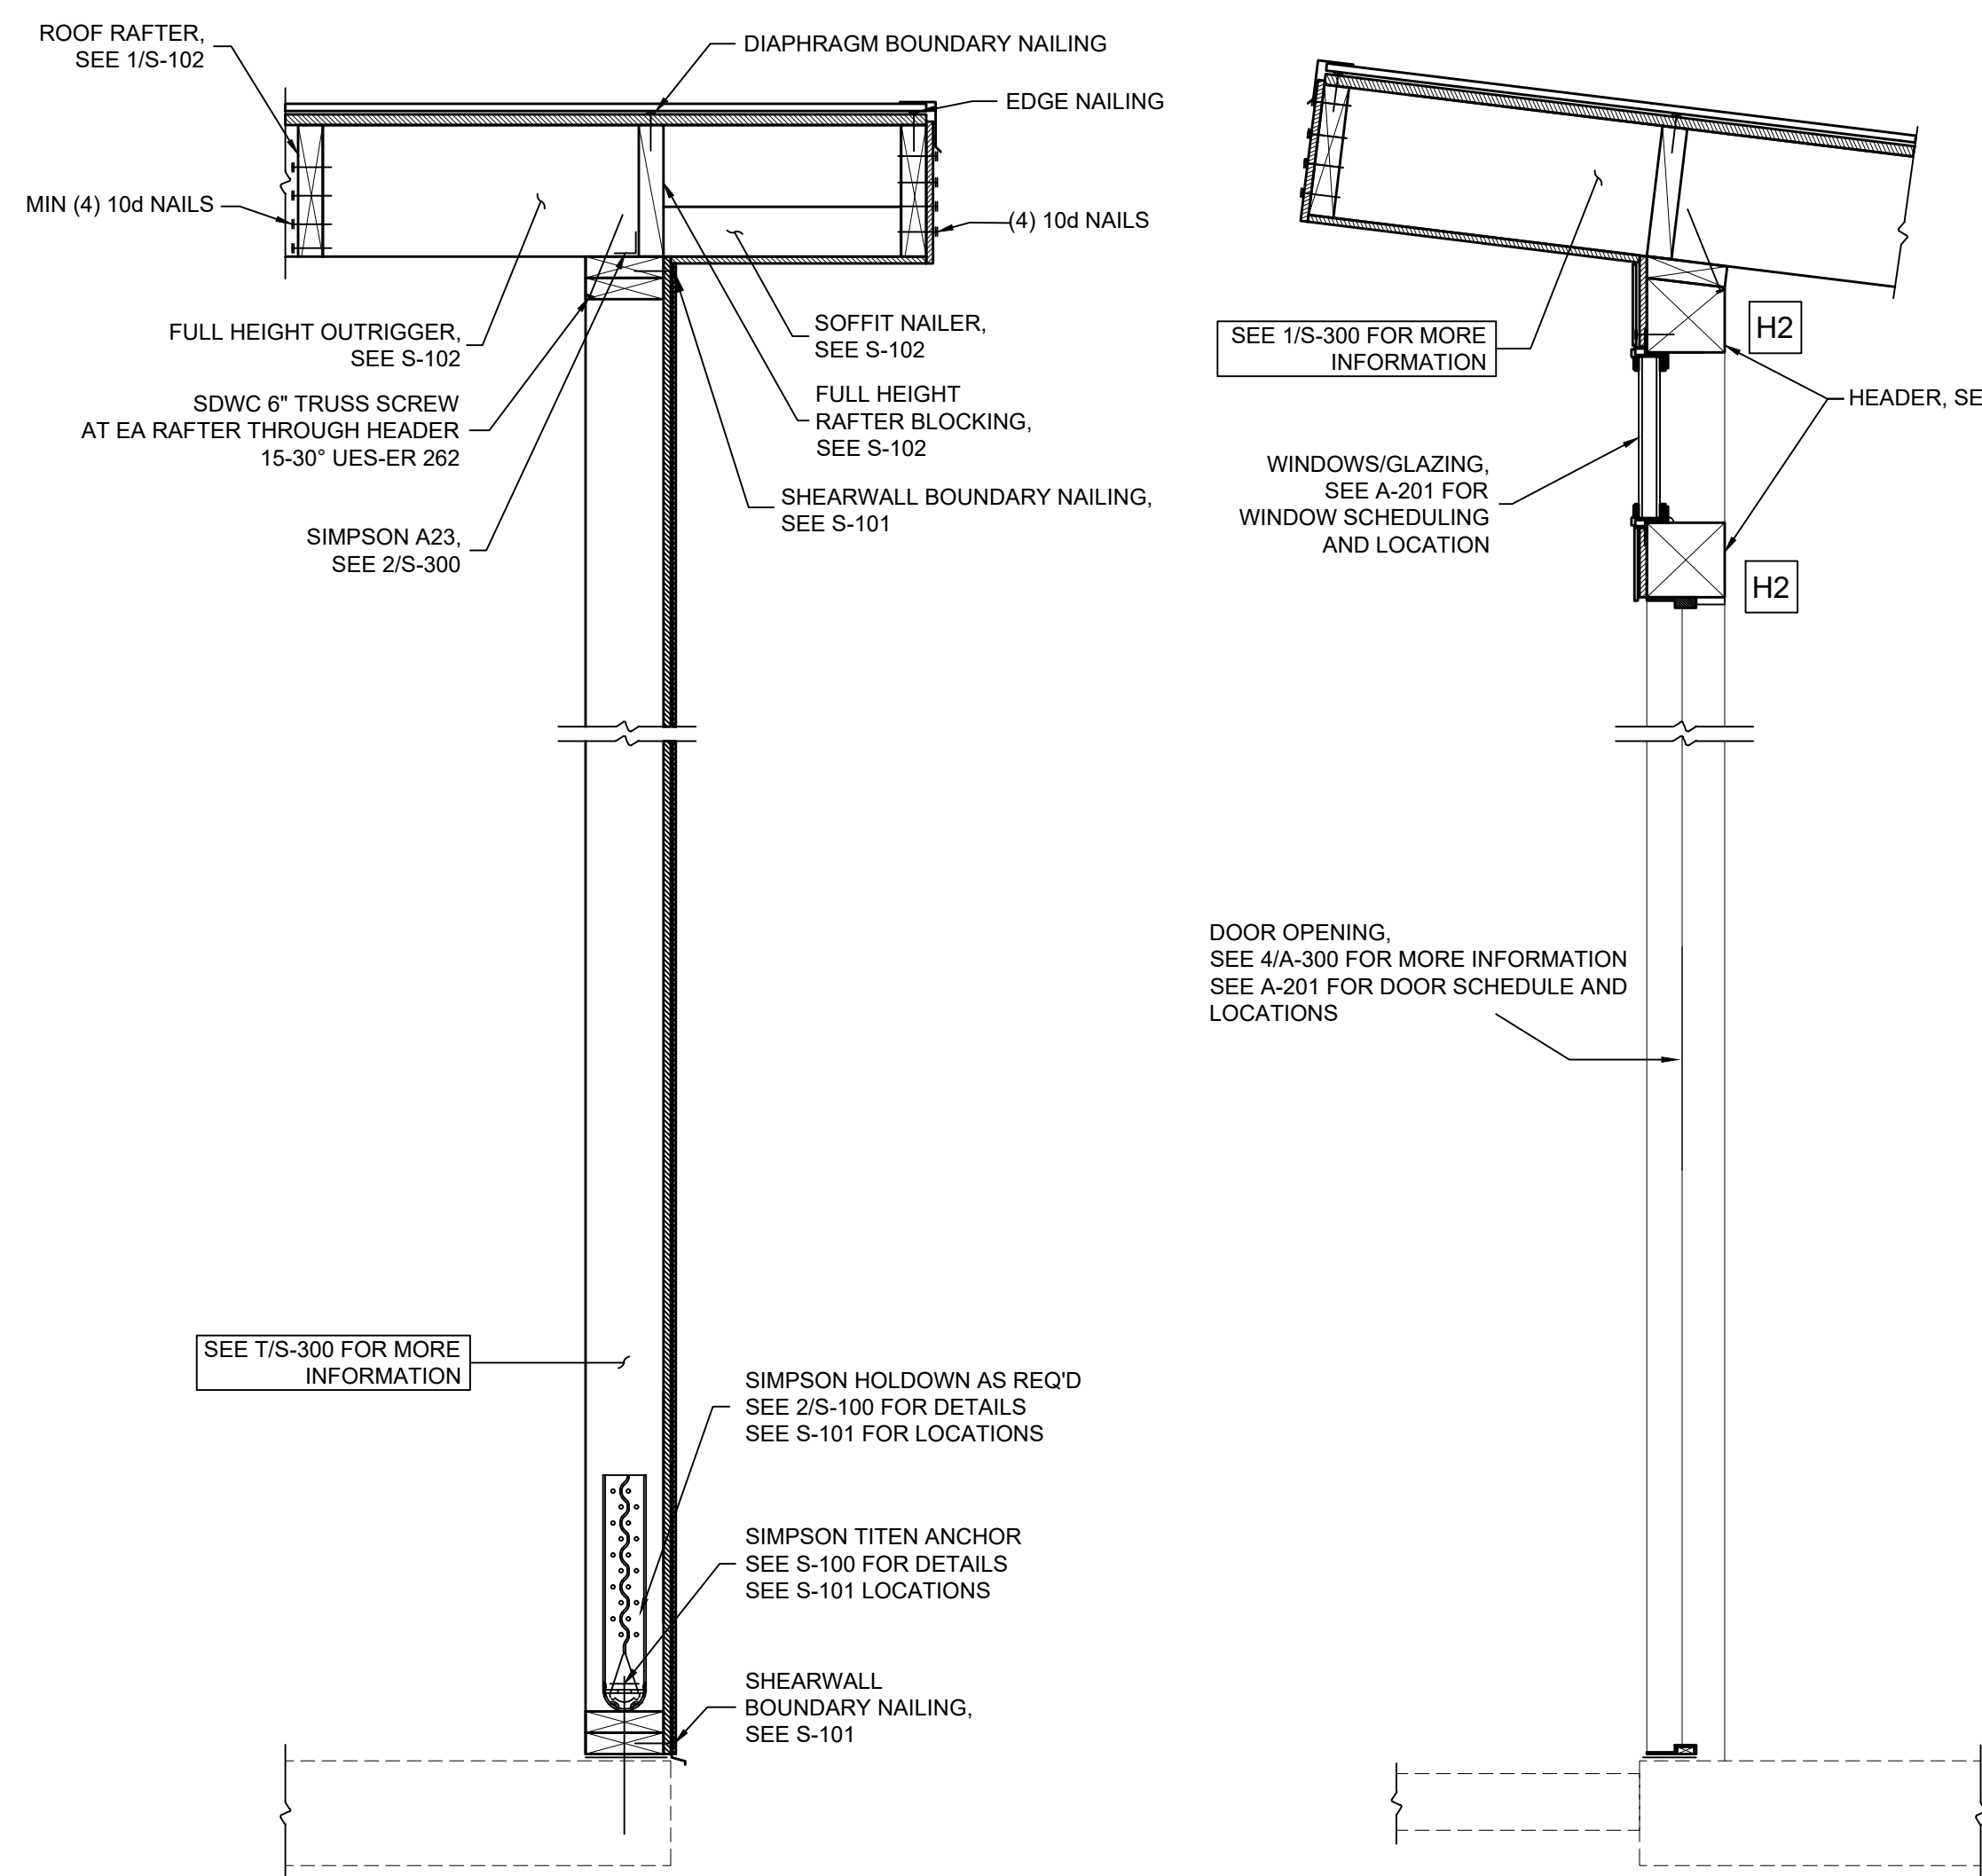 ROOF RAFTER,
SEE 1/S-102
MIN (4) 10d NAILS
DIAPHRAGM BOUNDARY NAILING
EDGE NAILING
(4) 10d NAILS
FULL HEIGHT OUTRIGGER,
SEE S-102
SDWC 6" TRUSS SCREW
AT EA RAFTER THROUGH HEADER
15-30° UES-ER 262
SIMPSON A23,
SEE 2/S-300
SOFFIT NAILER,
SEE S-102
FULL HEIGHT
RAFTER BLOCKING,
SEE S-102
SHEARWALL BOUNDARY NAILING,
SEE S-101
SEE T/S-300 FOR MORE
INFORMATION
SIMPSON HOLDOWN AS REQ'D
SEE 2/S-100 FOR DETAILS
SEE S-101 FOR LOCATIONS
SIMPSON TITEN ANCHOR
SEE S-100 FOR DETAILS
SEE S-101 LOCATIONS
SHEARWALL
BOUNDARY NAILING,
SEE S-101
SEE 1/S-300 FOR MORE
INFORMATION
H2
HEADER, SE
WINDOWS/GLAZING,
SEE A-201 FOR
WINDOW SCHEDULING
AND LOCATION
H2
DOOR OPENING,
SEE 4/A-300 FOR MORE INFORMATION
SEE A-201 FOR DOOR SCHEDULE AND
LOCATIONS